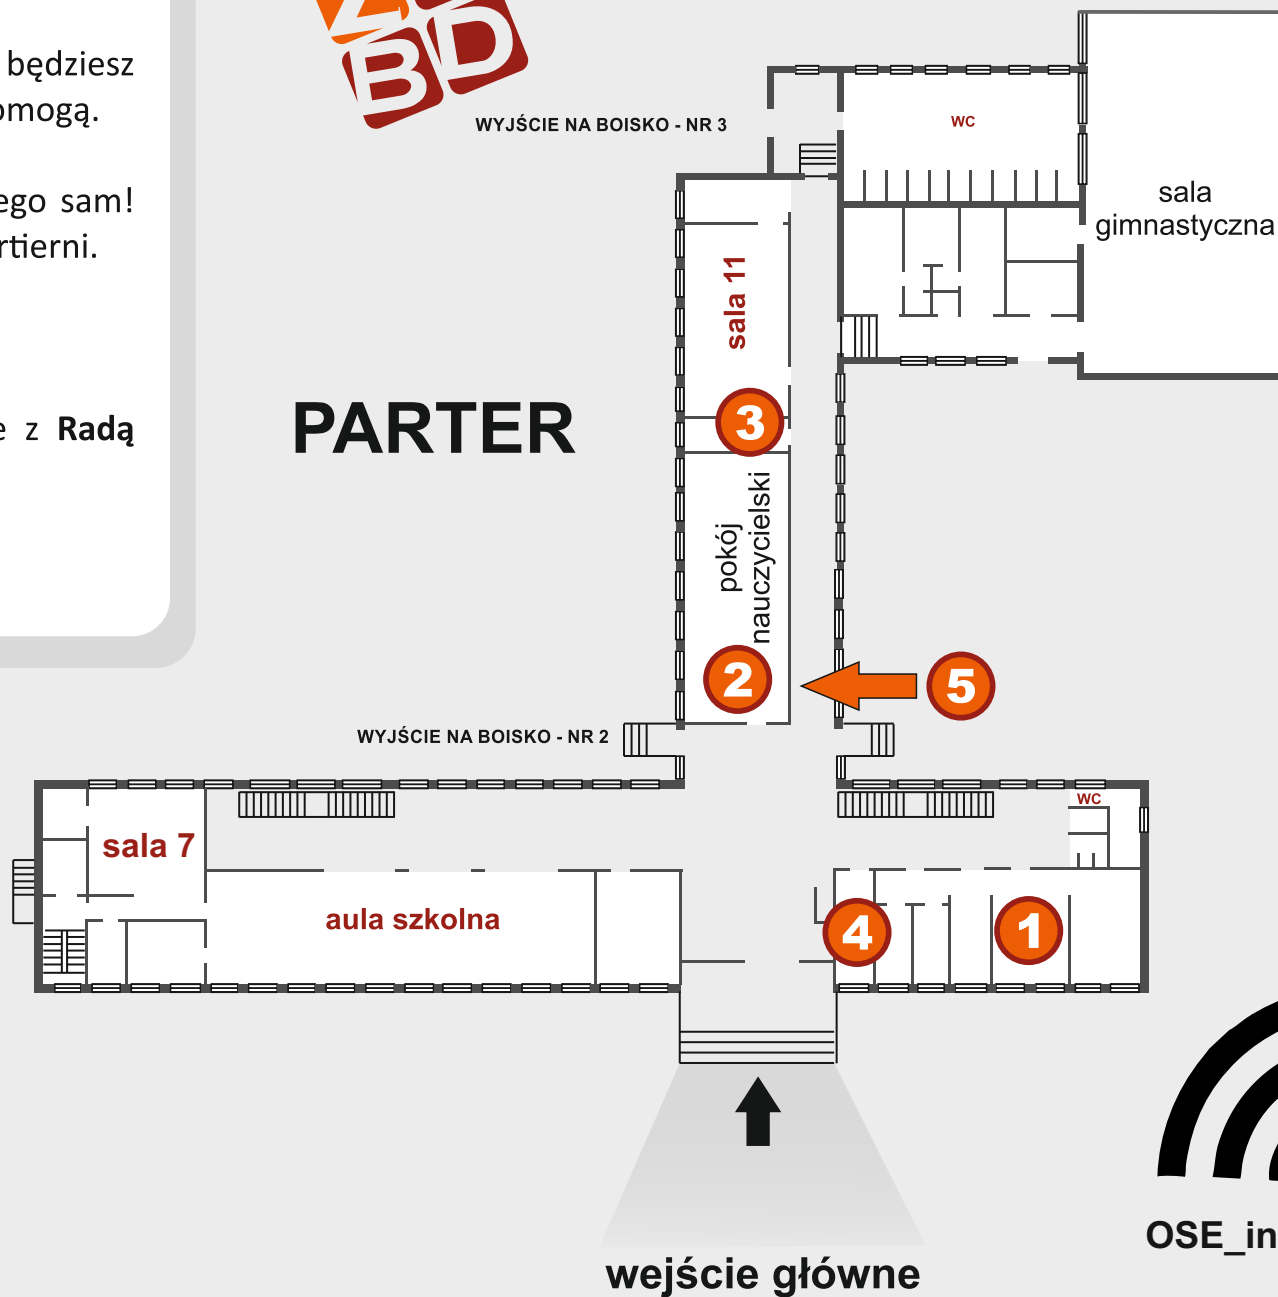 będziesz
omogą.
ego sam!
rtierni.
e z Radą
BD
WYJŚCIE NA BOISKO - NR 3
WC
sala
gimnastyczna
sala 11
PARTER
3
pokój
nauczycielski
2
5
WYJŚCIE NA BOISKO - NR 2
WC
sala 7
aula szkolna
4
1
OSE_in
wejście główne